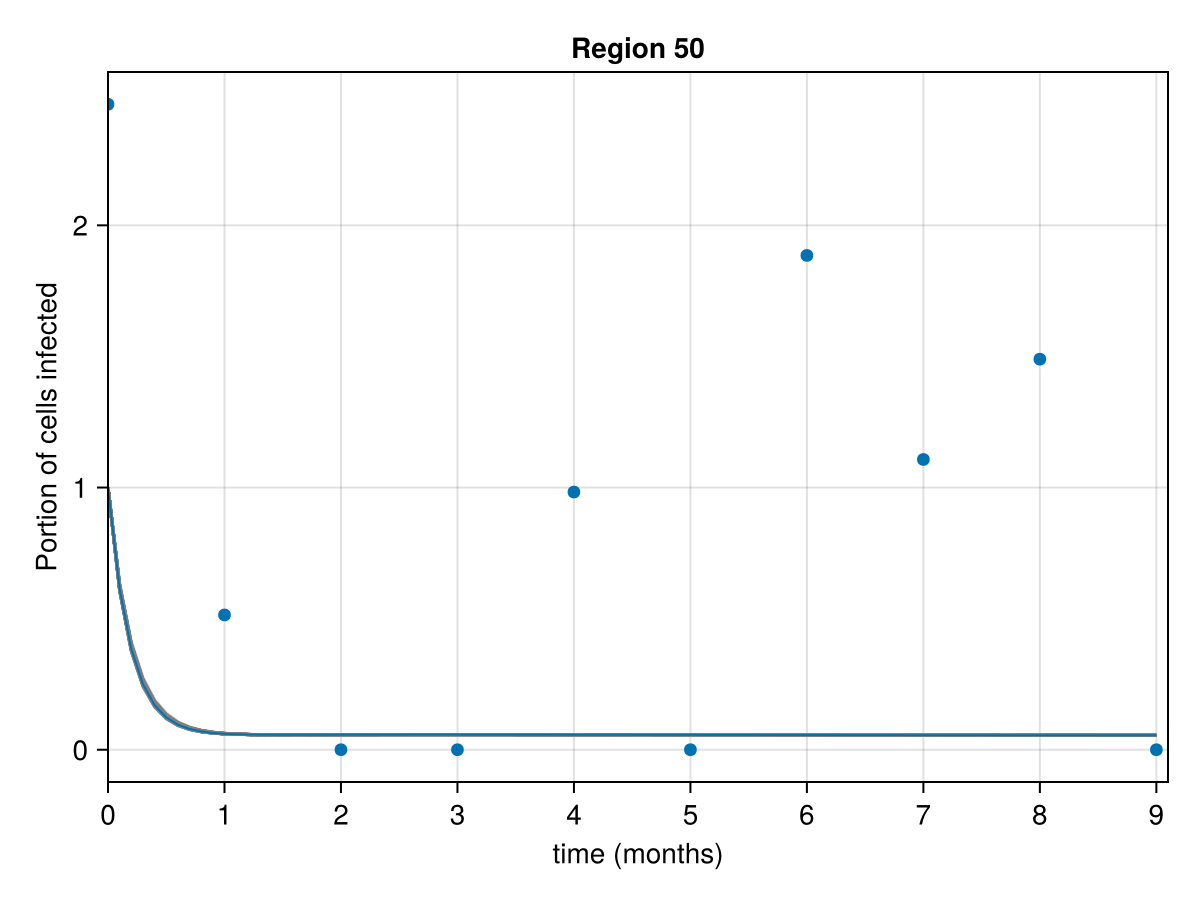 Region 50
Portion of cells infected
2
1
0
0 1 2 3 4 5 6 7 8 9
time (months)